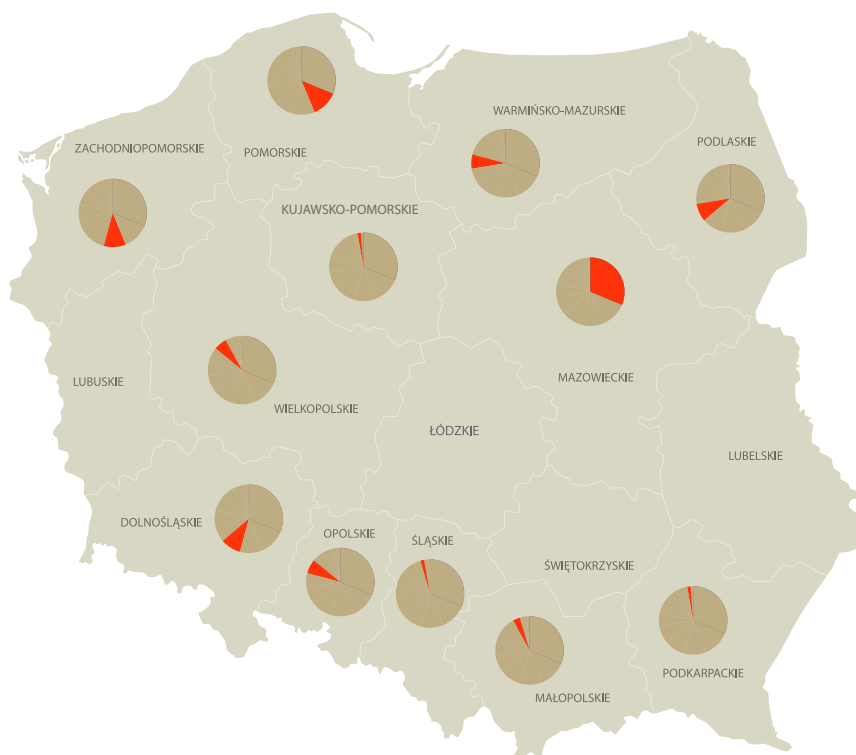 WARMIŃSKO-MAZURSKIE
PODLASKIE
ZACHODNIOPOMORSKIE
POMORSKIE
KUJAWSKO-POMORSKIE
MAZOWIECKIE
LUBUSKIE
WIELKOPOLSKIE
ŁÓDZKIE
LUBELSKIE
DOLNOŚLĄSKIE
OPOLSKIE
ŚLĄSKIE
ŚWIĘTOKRZYSKIE
PODKARPACKIE
MAŁOPOLSKIE